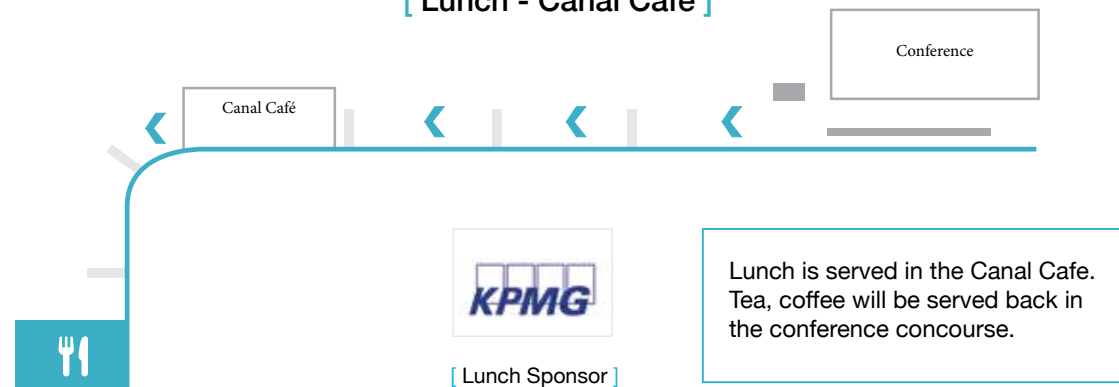 [ Lunch - Canal Café ]
Conference
Canal Café
KPMG
Lunch is served in the Canal Cafe.
Tea, coffee will be served back in
the conference concourse.
[ Lunch Sponsor ]